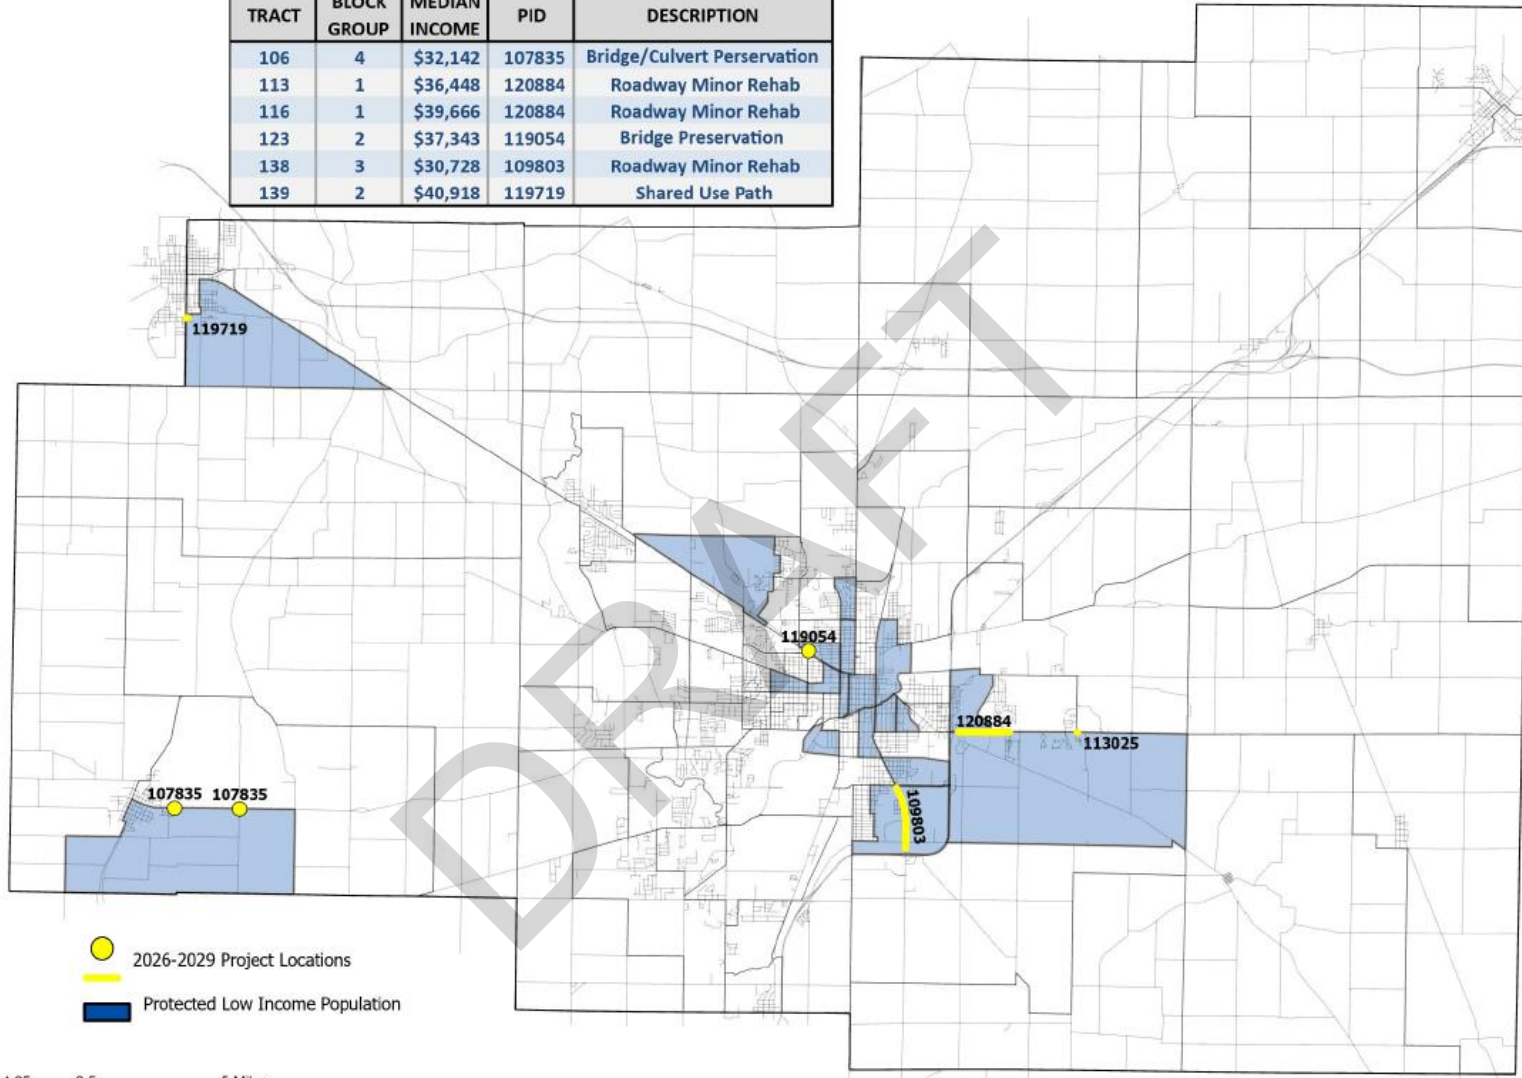 TRACT BLOCK GROUP MEDIAN INCOME PID DESCRIPTION
106 4 $32,142 107835 Bridge/Culvert Perservation
113 1 $36,448 120884 Roadway Minor Rehab
116 1 $39,666 120884 Roadway Minor Rehab
123 2 $37,343 119054 Bridge Preservation
138 3 $30,728 109803 Roadway Minor Rehab
139 2 $40,918 119719 Shared Use Path
119719
DRAFT
119054
120884
113025
107835 107835
109803
2026-2029 Project Locations
Protected Low Income Population